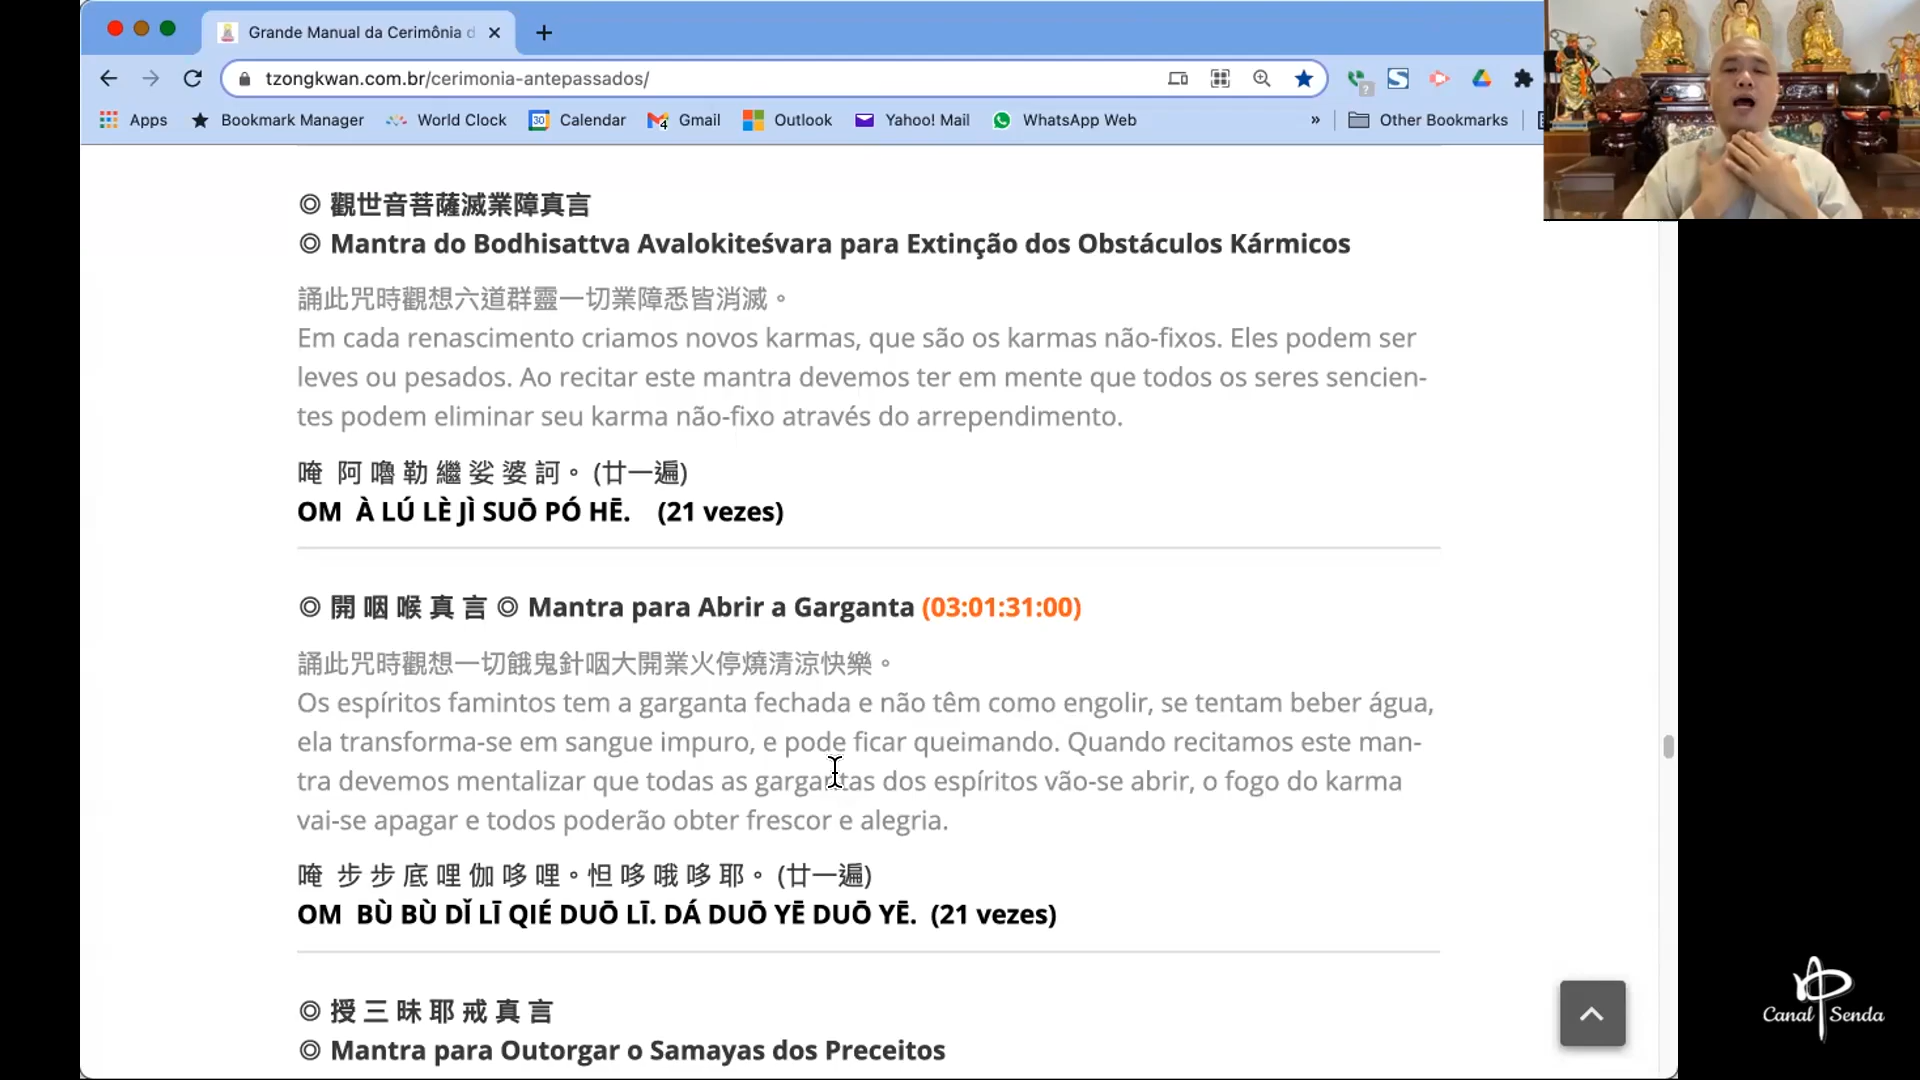 Grande Manual da Cerimônia d
tzongkwan.com.br/cerimonia-antepassados/
Apps Bookmark Manager World Clock 30 Calendar 4 Gmail Outlook Yahoo! Mail WhatsApp Web » Other Bookmarks
◎ 觀世音菩薩滅業障真言
◎ Mantra do Bodhisattva Avalokiteśvara para Extinção dos Obstáculos Kármicos
誦此咒時觀想六道群靈一切業障悉皆消滅。
Em cada renascimento criamos novos karmas, que são os karmas não-fixos. Eles podem ser
leves ou pesados. Ao recitar este mantra devemos ter em mente que todos os seres sencien-
tes podem eliminar seu karma não-fixo através do arrependimento.
唵 阿 嚕 勒 繼 娑 婆 訶。 (廿一遍)
OM À LÚ LÈ JÌ SUŌ PÓ HĒ. (21 vezes)
◎ 開 咽 喉 真 言 ◎ Mantra para Abrir a Garganta (03:01:31:00)
誦此咒時觀想一切餓鬼針咽大開業火停燒清涼快樂。
Os espíritos famintos tem a garganta fechada e não têm como engolir, se tentam beber água,
ela transforma-se em sangue impuro, e pode ficar queimando. Quando recitamos este man-
tra devemos mentalizar que todas as gargantas dos espíritos vão-se abrir, o fogo do karma
vai-se apagar e todos poderão obter frescor e alegria.
唵 步 步 底 哩 伽 哆 哩。怛 哆 哦 哆 耶。 (廿一遍)
OM BÙ BÙ DǏ LĪ QIÉ DUŌ LĪ. DÁ DUŌ YĒ DUŌ YĒ. (21 vezes)
◎ 授 三 昧 耶 戒 真 言
◎ Mantra para Outorgar o Samayas dos Preceitos
Canal Senda